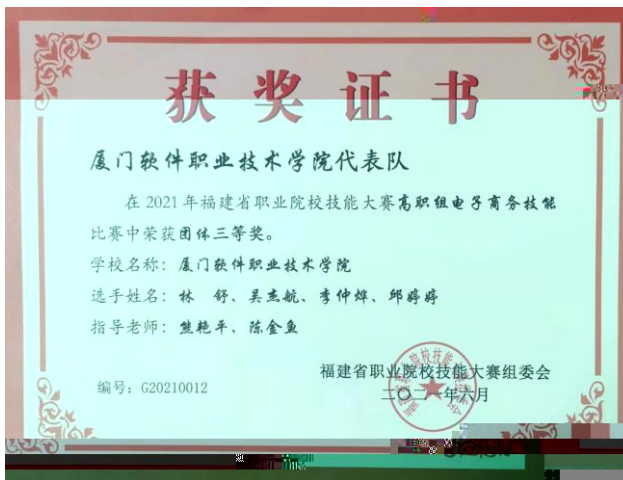 获奖证书
厦门软件职业技术学院代表队
在2021年福建省职业院校技能大赛高职组电子商务技能
比赛中荣获团体三等奖。
学校名称：厦门软件职业技术学院
选手姓名：林 舒、吴杰航、李仲烨、邱婷婷
指导老师：熊艳平、陈金鱼
福建省职业院校技能大赛组委会
编号：G20210012
二〇二一年六月